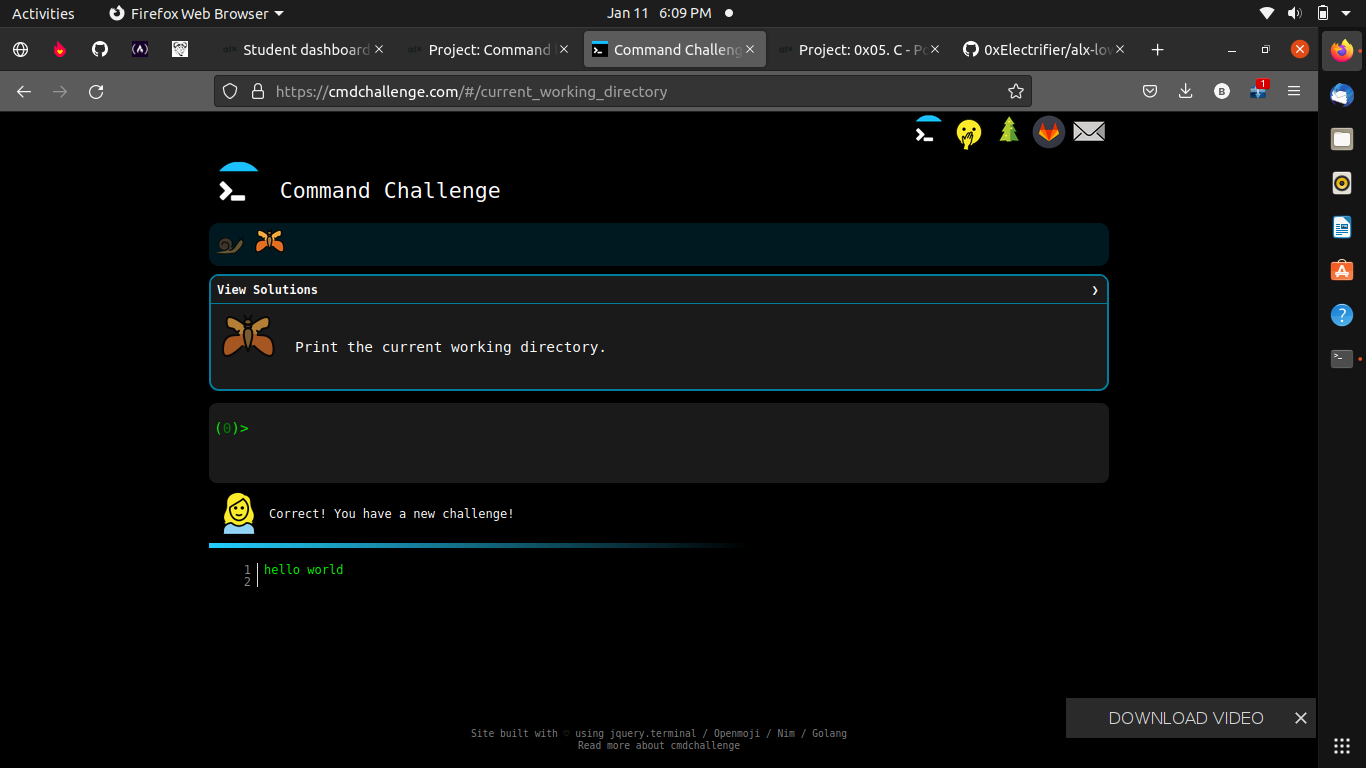 Activities
Firefox Web Browser
Jan 11 6:09 PM
Student dashboard
Project: Command
Command Challeng
Project: 0x05. C - Po
0xElectrifier/alx-lov
https://cmdchallenge.com/#/current_working_directory
B
1
Command Challenge
View Solutions
Print the current working directory.
(0)>
Correct! You have a new challenge!
1 hello world
2
DOWNLOAD VIDEO
Site built with ♡ using jquery.terminal / Openmoji / Nim / Golang
Read more about cmdchallenge